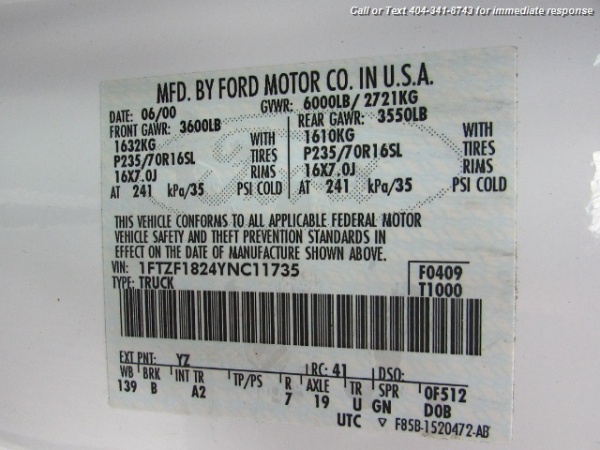 Call or Text 404-341-8743 for immediate response
MFD. BY FORD MOTOR CO. IN U.S.A.
DATE: 06/00 GVWR: 6000LB/ 2721KG
FRONT GAWR: 3600LB REAR GAWR: 3550LB
1632KG WITH 1610KG WITH
P235/70R16SL TIRES P235/70R16SL TIRES
16X7.0J RIMS 16X7.0J RIMS
AT 241 kPa/35 PSI COLD AT 241 kPa/35 PSI COLD
THIS VEHICLE CONFORMS TO ALL APPLICABLE FEDERAL MOTOR
VEHICLE SAFETY AND THEFT PREVENTION STANDARDS IN
EFFECT ON THE DATE OF MANUFACTURE SHOWN ABOVE.
VIN: 1FTZF1824YNC11735 F0409
TYPE: TRUCK T1000
EXT PNT: YZ RC: 41 DSO:
WB BRK INT TR TP/PS R AXLE TR SPR 0F512
139 B A2 7 19 U GN DOB
UTC ▽ F85B-1520472-AB